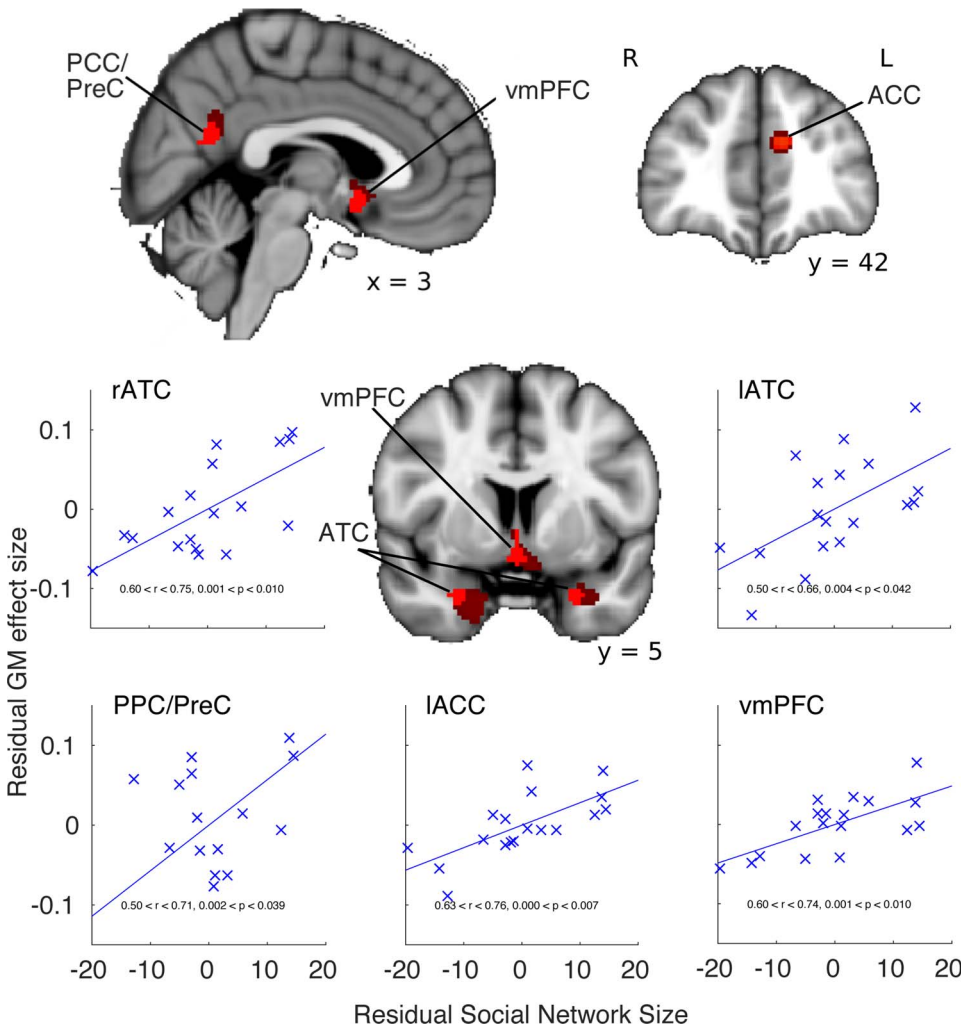 PCC/
PreC
vmPFC
R
L
ACC
x = 3
y = 42
rATC
vmPFC
ATC
y = 5
lATC
0.1
0
-0.1
0.60 < r < 0.75, 0.001 < p < 0.010
0.50 < r < 0.66, 0.004 < p < 0.042
Residual GM effect size
PPC/PreC
lACC
vmPFC
0.1
0
-0.1
0.50 < r < 0.71, 0.002 < p < 0.039
0.63 < r < 0.76, 0.000 < p < 0.007
0.60 < r < 0.74, 0.001 < p < 0.010
-20 -10 0 10 20
-20 -10 0 10 20
-20 -10 0 10 20
Residual Social Network Size